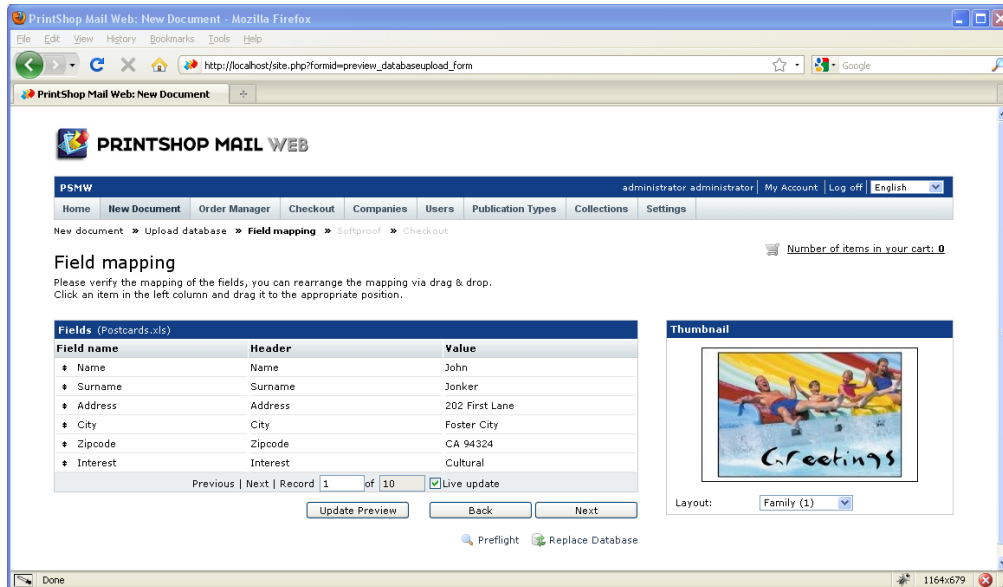 PrintShop Mail Web: New Document - Mozilla Firefox
File Edit View History Bookmarks Tools Help
http://localhost/site.php?formid=preview_databaseupload_form
Google
PrintShop Mail Web: New Document
PRINTSHOP MAIL WEB
PSMW administrator administrator | My Account | Log off | English
Home New Document Order Manager Checkout Companies Users Publication Types Collections Settings
New document » Upload database » Field mapping » Softproof » Checkout
Number of items in your cart: 0
Field mapping
Please verify the mapping of the fields, you can rearrange the mapping via drag & drop.
Click an item in the left column and drag it to the appropriate position.
Fields (Postcards.xls)
Field name Header Value
Name Name John
Surname Surname Jonker
Address Address 202 First Lane
City City Foster City
Zipcode Zipcode CA 94324
Interest Interest Cultural
Previous | Next | Record 1 of 10 Live update
Update Preview Back Next
Preflight Replace Database
Thumbnail
Greetings
Layout: Family (1)
Done 1164x679